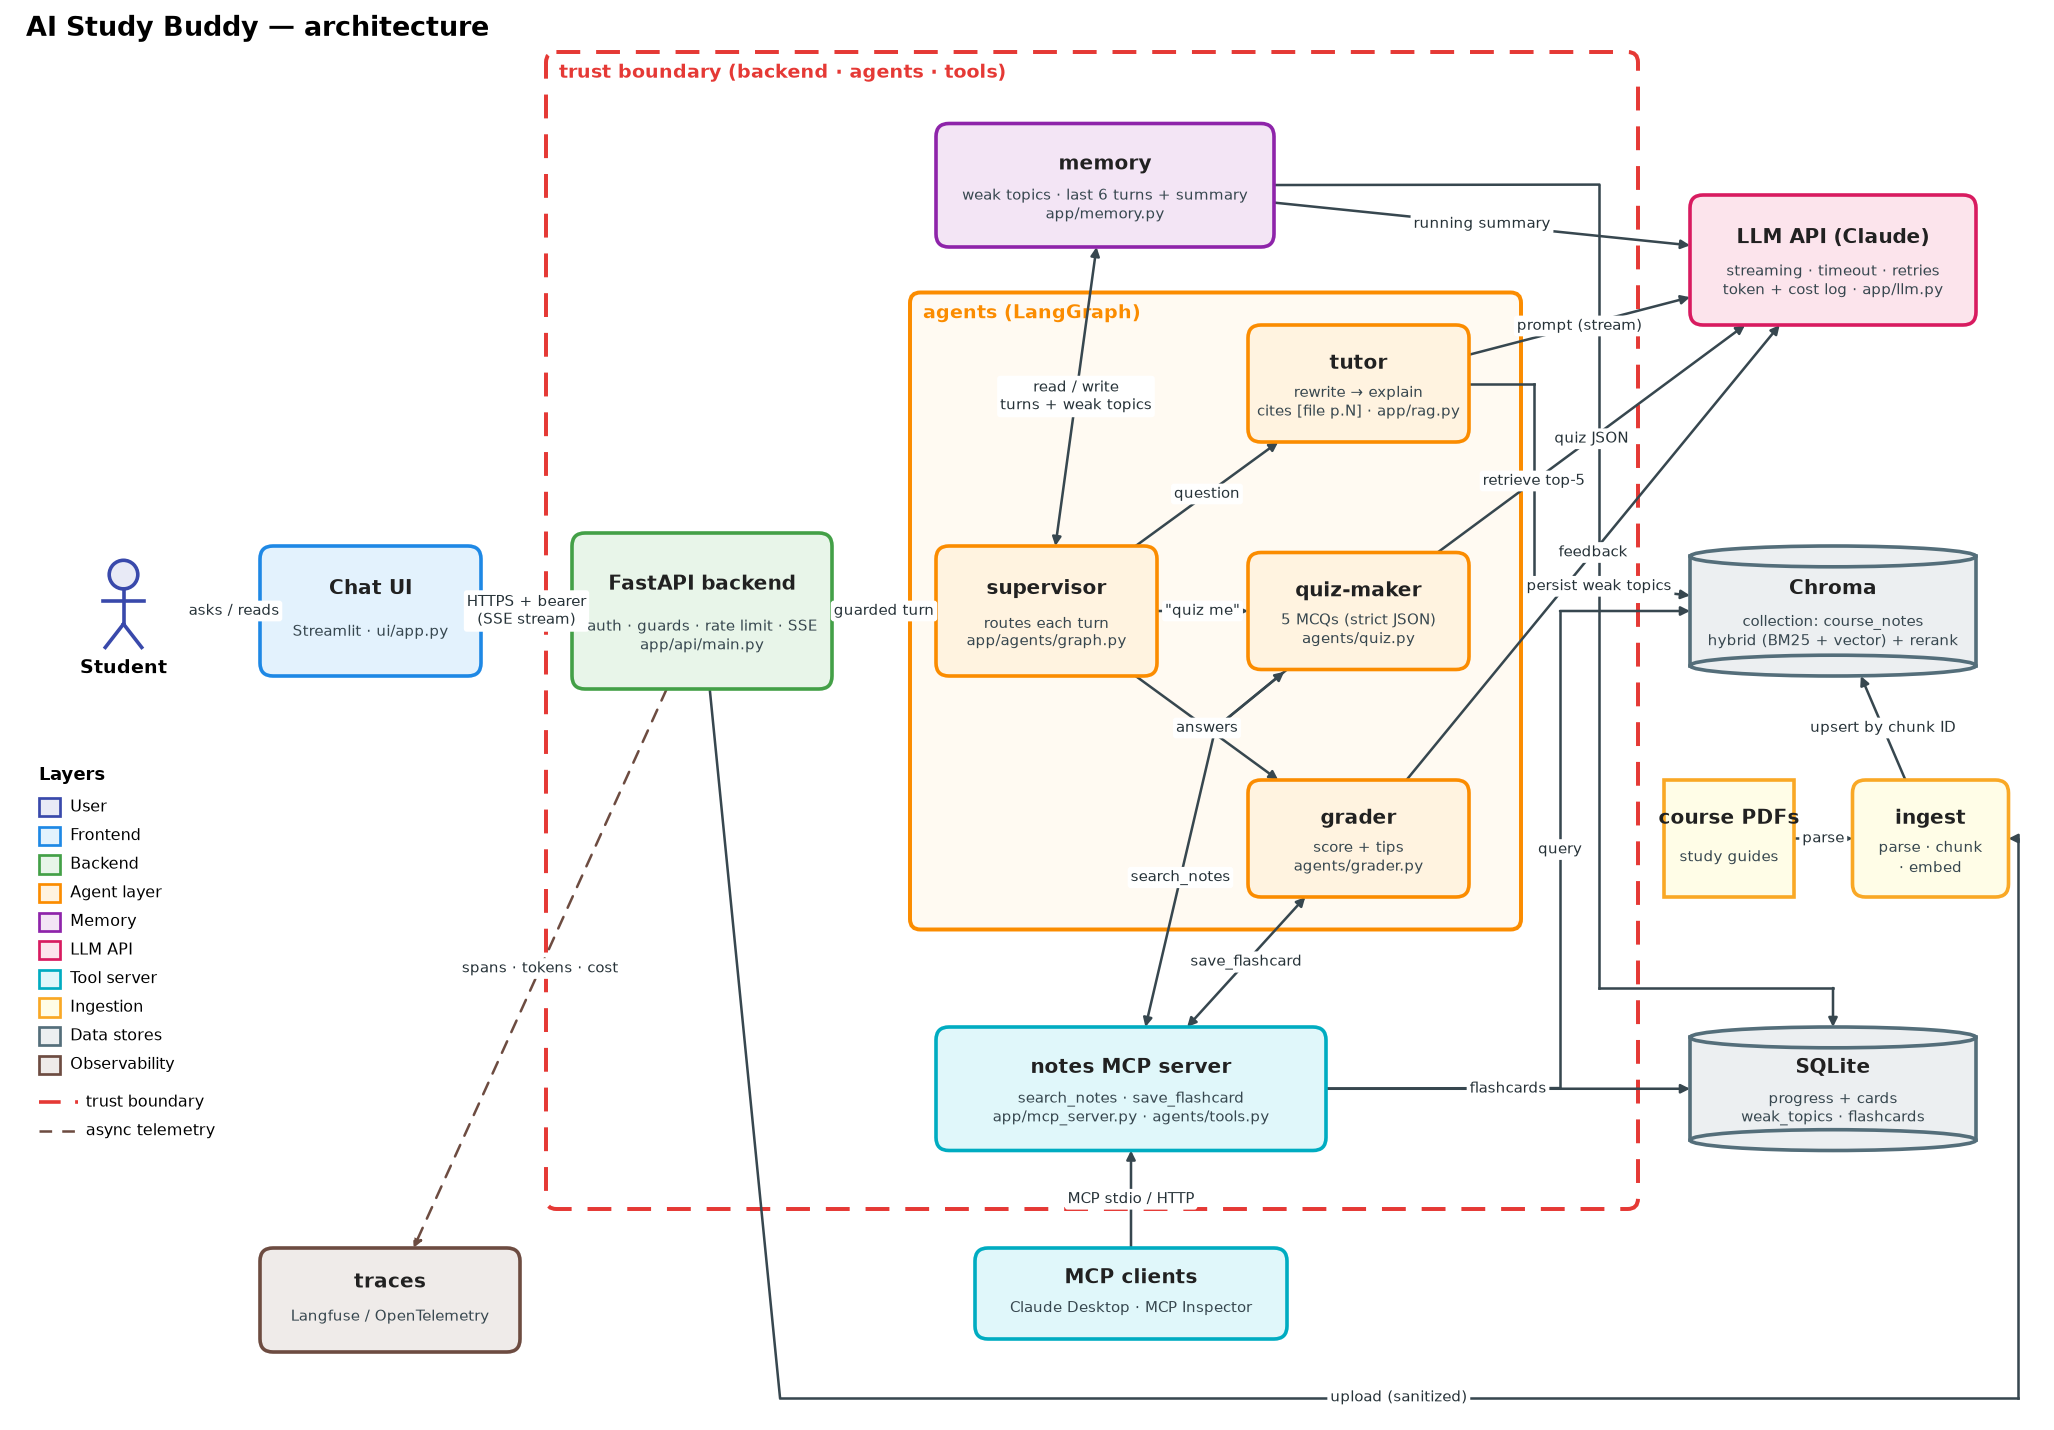 AI Study Buddy — architecture
trust boundary (backend · agents · tools)
memory
weak topics · last 6 turns + summary
app/memory.py
running summary
LLM API (Claude)
streaming · timeout · retries
token + cost log · app/llm.py
agents (LangGraph)
prompt (stream)
tutor
rewrite → explain
cites [file p.N] · app/rag.py
read / write
turns + weak topics
quiz JSON
retrieve top-5
question
feedback
persist weak topics
Student
asks / reads
Chat UI
Streamlit · ui/app.py
HTTPS + bearer
(SSE stream)
FastAPI backend
auth · guards · rate limit · SSE
app/api/main.py
guarded turn
supervisor
routes each turn
app/agents/graph.py
"quiz me"
quiz-maker
5 MCQs (strict JSON)
agents/quiz.py
Chroma
collection: course_notes
hybrid (BM25 + vector) + rerank
answers
upsert by chunk ID
grader
score + tips
agents/grader.py
query
course PDFs
study guides
parse
ingest
parse · chunk
· embed
search_notes
save_flashcard
spans · tokens · cost
Layers
User
Frontend
Backend
Agent layer
Memory
LLM API
Tool server
Ingestion
Data stores
Observability
trust boundary
async telemetry
notes MCP server
search_notes · save_flashcard
app/mcp_server.py · agents/tools.py
flashcards
SQLite
progress + cards
weak_topics · flashcards
MCP stdio / HTTP
traces
Langfuse / OpenTelemetry
MCP clients
Claude Desktop · MCP Inspector
upload (sanitized)